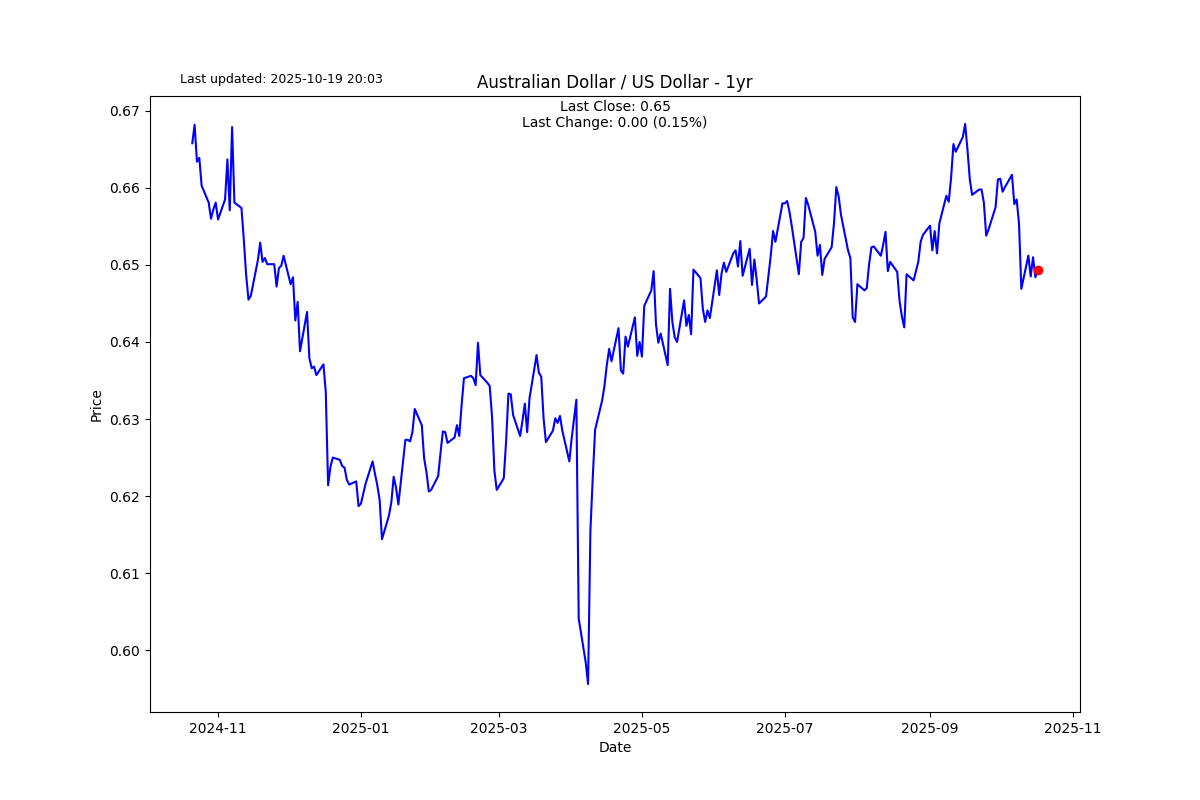 Last updated: 2025-10-19 20:03
Australian Dollar / US Dollar - 1yr
Last Close: 0.65
Last Change: 0.00 (0.15%)
0.67
0.66
0.65
0.64
0.63
0.62
0.61
0.60
Price
2024-11
2025-01
2025-03
2025-05
2025-07
2025-09
2025-11
Date